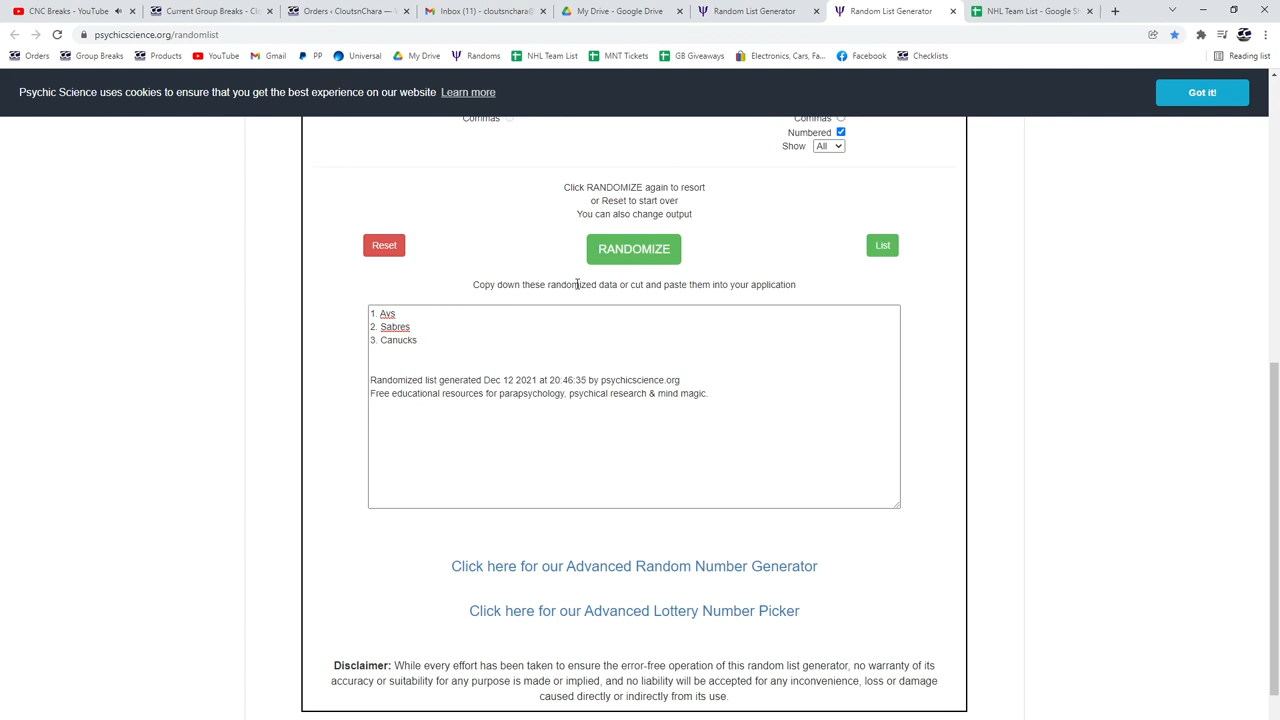 CNC Breaks - YouTube
Current Group Breaks - Cl
Orders ‹ CloutsnChara — V
Inbox (11) - cloutsnchara@
My Drive - Google Drive
Random List Generator
Random List Generator
NHL Team List - Google Sh
psychicscience.org/randomlist
Orders
Group Breaks
Products
YouTube
Gmail
PP
Universal
My Drive
Randoms
NHL Team List
MNT Tickets
GB Giveaways
Electronics, Cars, Fa...
Facebook
Checklists
Reading list
Psychic Science uses cookies to ensure that you get the best experience on our website Learn more
Got it!
Commas
Commas
Numbered
Show All
Click RANDOMIZE again to resort
or Reset to start over
You can also change output
Reset
RANDOMIZE
List
Copy down these randomized data or cut and paste them into your application
1. Avs
2. Sabres
3. Canucks
Randomized list generated Dec 12 2021 at 20:46:35 by psychicscience.org
Free educational resources for parapsychology, psychical research & mind magic.
Click here for our Advanced Random Number Generator
Click here for our Advanced Lottery Number Picker
Disclaimer: While every effort has been taken to ensure the error-free operation of this random list generator, no warranty of its
accuracy or suitability for any purpose is made or implied, and no liability will be accepted for any inconvenience, loss or damage
caused directly or indirectly from its use.